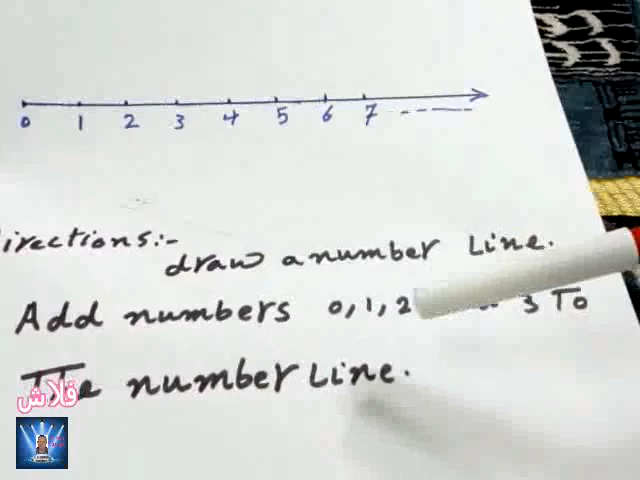 0 1 2 3 4 5 6 7 -----
Directions:-
draw a number Line.
Add numbers 0, 1, 2 3 To
The number Line.
فلاش